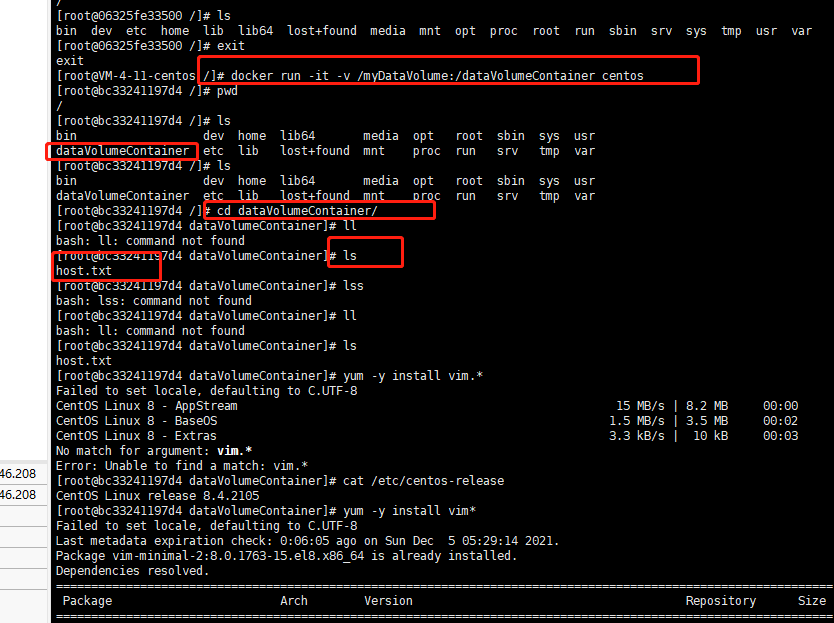 /
[root@06325fe33500 /]# ls
bin  dev  etc  home  lib  lib64  lost+found  media  mnt  opt  proc  root  run  sbin  srv  sys  tmp  usr  var
[root@06325fe33500 /]# exit
exit
[root@VM-4-11-centos /]# docker run -it -v /myDataVolume:/dataVolumeContainer centos
[root@bc33241197d4 /]# pwd
/
[root@bc33241197d4 /]# ls
bin                  dev  home  lib64       media  opt   root  sbin  sys  usr
dataVolumeContainer  etc  lib   lost+found  mnt    proc  run   srv   tmp  var
[root@bc33241197d4 /]# ls
bin                  dev  home  lib64       media  opt   root  sbin  sys  usr
dataVolumeContainer  etc  lib   lost+found  mnt    proc  run   srv   tmp  var
[root@bc33241197d4 /]# cd dataVolumeContainer/
[root@bc33241197d4 dataVolumeContainer]# ll
bash: ll: command not found
[root@bc33241197d4 dataVolumeContainer]# ls
host.txt
[root@bc33241197d4 dataVolumeContainer]# lss
bash: lss: command not found
[root@bc33241197d4 dataVolumeContainer]# ll
bash: ll: command not found
[root@bc33241197d4 dataVolumeContainer]# ls
host.txt
[root@bc33241197d4 dataVolumeContainer]# yum -y install vim.*
Failed to set locale, defaulting to C.UTF-8
CentOS Linux 8 - AppStream                                                      15 MB/s | 8.2 MB     00:00
CentOS Linux 8 - BaseOS                                                        1.5 MB/s | 3.5 MB     00:02
CentOS Linux 8 - Extras                                                        3.3 kB/s |  10 kB     00:03
No match for argument: vim.*
Error: Unable to find a match: vim.*
46.208
[root@bc33241197d4 dataVolumeContainer]# cat /etc/centos-release
46.208
CentOS Linux release 8.4.2105
[root@bc33241197d4 dataVolumeContainer]# yum -y install vim*
Failed to set locale, defaulting to C.UTF-8
Last metadata expiration check: 0:06:05 ago on Sun Dec  5 05:29:14 2021.
Package vim-minimal-2:8.0.1763-15.el8.x86_64 is already installed.
Dependencies resolved.
Package                        Arch        Version                                       Repository      Size